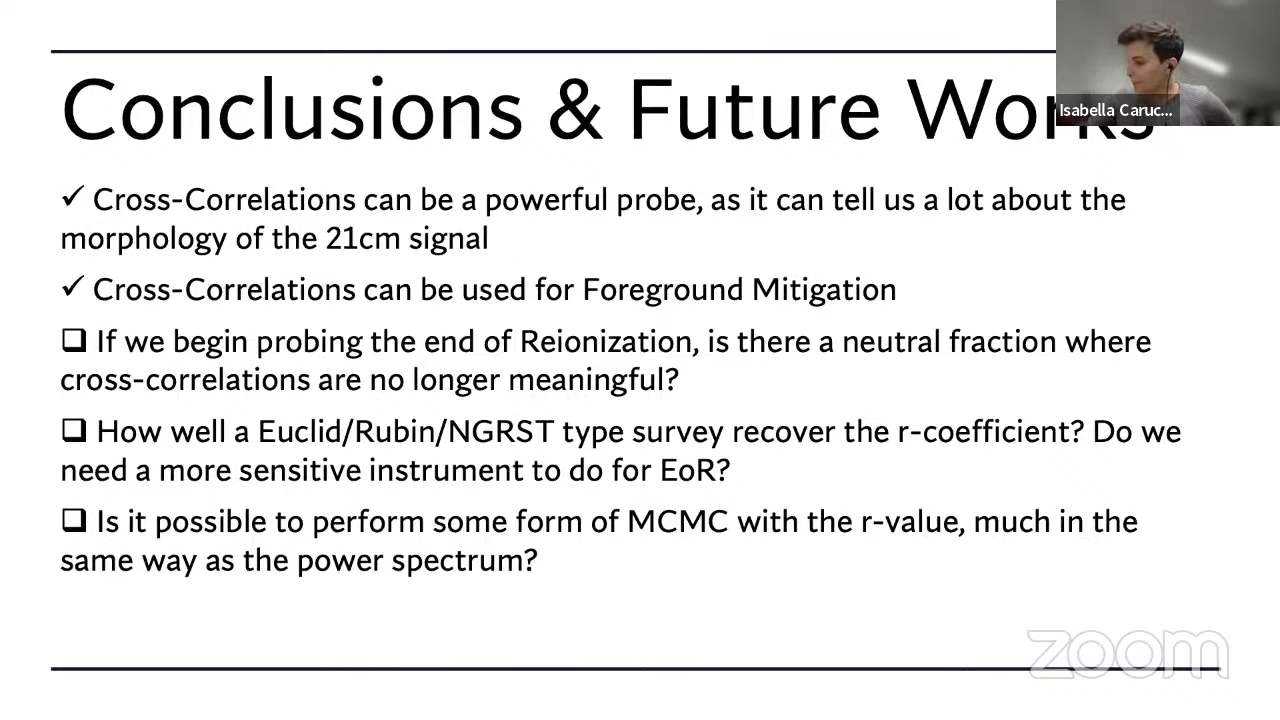 Conclusions & Future Works
Isabella Caruc...
✓ Cross-Correlations can be a powerful probe, as it can tell us a lot about the
morphology of the 21cm signal
✓ Cross-Correlations can be used for Foreground Mitigation
❑ If we begin probing the end of Reionization, is there a neutral fraction where
cross-correlations are no longer meaningful?
❑ How well a Euclid/Rubin/NGRST type survey recover the r-coefficient? Do we
need a more sensitive instrument to do for EoR?
❑ Is it possible to perform some form of MCMC with the r-value, much in the
same way as the power spectrum?
zoom